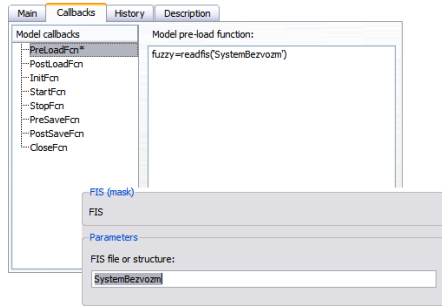 Main Callbacks History Description
Model callbacks
PreLoadFcn*
PostLoadFcn
InitFcn
StartFcn
StopFcn
PreSaveFcn
PostSaveFcn
CloseFcn
Model pre-load function:
fuzzy=readfis('SystemBezvozm')
FIS (mask)
FIS
Parameters
FIS file or structure:
SystemBezvozm